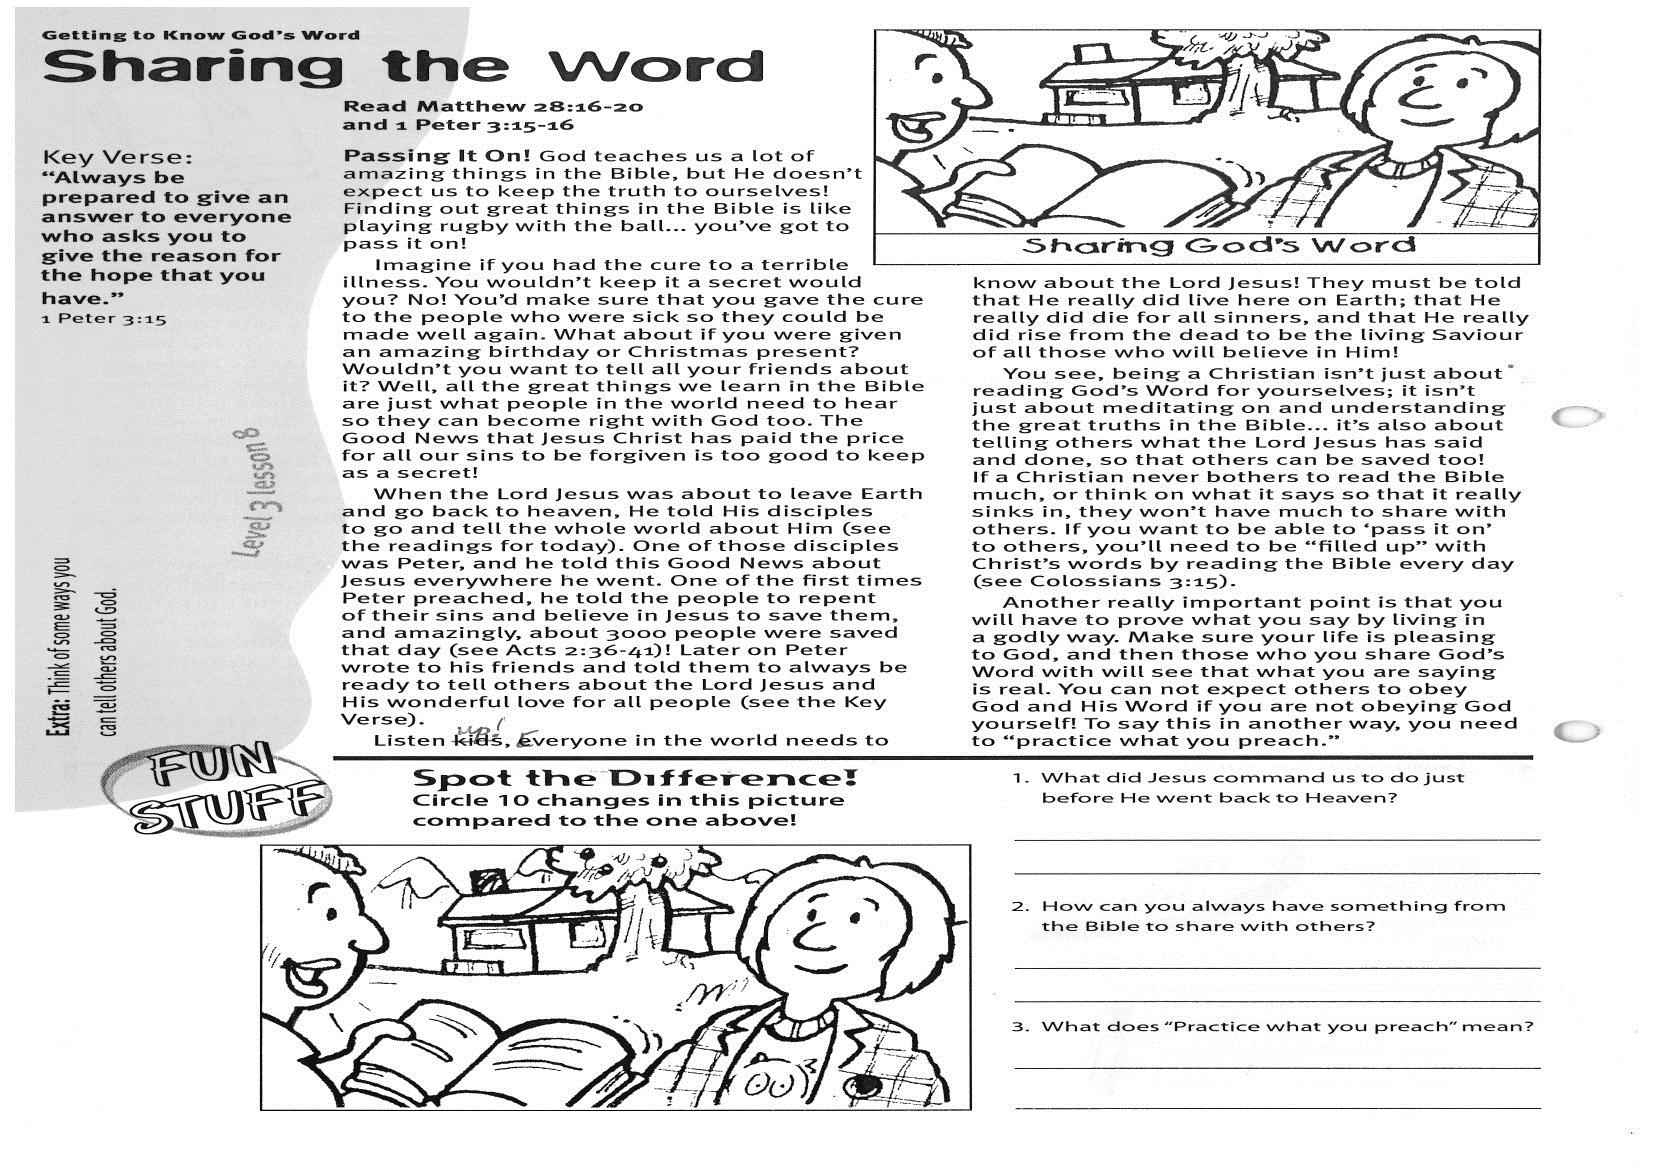 Getting to Know God's Word
Sharing the Word
Read Matthew 28:16-20
and 1 Peter 3:15-16
Key Verse:
“Always be
prepared to give an
answer to everyone
who asks you to
give the reason for
the hope that you
have.”
1 Peter 3:15
Level 3 lesson 8
Extra: Think of some ways you
can tell others about God.
Passing It On! God teaches us a lot of
amazing things in the Bible, but He doesn't
expect us to keep the truth to ourselves!
Finding out great things in the Bible is like
playing rugby with the ball... you've got to
pass it on!
Imagine if you had the cure to a terrible
illness. You wouldn't keep it a secret would
you? No! You'd make sure that you gave the cure
to the people who were sick so they could be
made well again. What about if you were given
an amazing birthday or Christmas present?
Wouldn't you want to tell all your friends about
it? Well, all the great things we learn in the Bible
are just what people in the world need to hear
so they can become right with God too. The
Good News that Jesus Christ has paid the price
for all our sins to be forgiven is too good to keep
as a secret!
When the Lord Jesus was about to leave Earth
and go back to heaven, He told His disciples
to go and tell the whole world about Him (see
the readings for today). One of those disciples
was Peter, and he told this Good News about
Jesus everywhere he went. One of the first times
Peter preached, he told the people to repent
of their sins and believe in Jesus to save them,
and amazingly, about 3000 people were saved
that day (see Acts 2:36-41)! Later on Peter
wrote to his friends and told them to always be
ready to tell others about the Lord Jesus and
His wonderful love for all people (see the Key
Verse).
up! E
Listen kids, everyone in the world needs to
Sharing God's Word
know about the Lord Jesus! They must be told
that He really did live here on Earth; that He
really did die for all sinners, and that He really
did rise from the dead to be the living Saviour
of all those who will believe in Him!
You see, being a Christian isn't just about
reading God's Word for yourselves; it isn't
just about meditating on and understanding
the great truths in the Bible... it's also about
telling others what the Lord Jesus has said
and done, so that others can be saved too!
If a Christian never bothers to read the Bible
much, or think on what it says so that it really
sinks in, they won't have much to share with
others. If you want to be able to ‘pass it on’
to others, you'll need to be “filled up” with
Christ's words by reading the Bible every day
(see Colossians 3:15).
Another really important point is that you
will have to prove what you say by living in
a godly way. Make sure your life is pleasing
to God, and then those who you share God's
Word with will see that what you are saying
is real. You can not expect others to obey
God and His Word if you are not obeying God
yourself! To say this in another way, you need
to “practice what you preach.”
FUN
STUFF
Spot the Difference!
Circle 10 changes in this picture
compared to the one above!
1. What did Jesus command us to do just
before He went back to Heaven?
2. How can you always have something from
the Bible to share with others?
3. What does “Practice what you preach” mean?